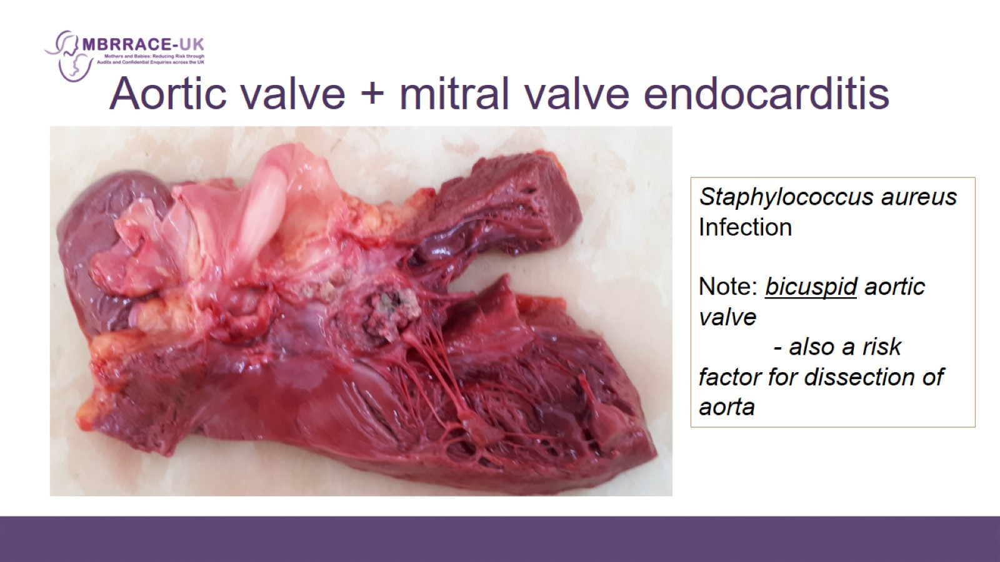 MBRRACE-UK
Mothers and Babies: Reducing Risk through
Audits and Confidential Enquiries across the UK
Aortic valve + mitral valve endocarditis
Staphylococcus aureus
Infection
Note: bicuspid aortic
valve
- also a risk
factor for dissection of
aorta